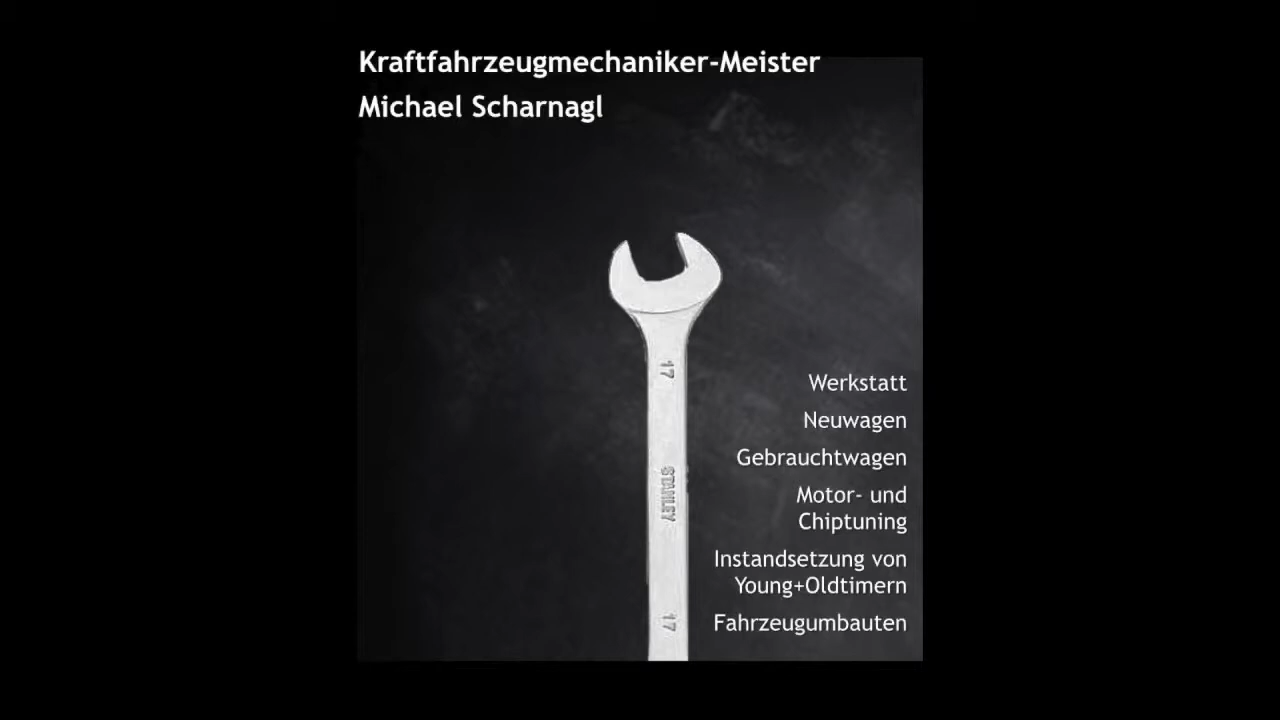 Kraftfahrzeugmechaniker-Meister
Michael Scharnagl
17
STANLEY
17
Werkstatt
Neuwagen
Gebrauchtwagen
Motor- und
Chiptuning
Instandsetzung von
Young+Oldtimern
Fahrzeugumbauten